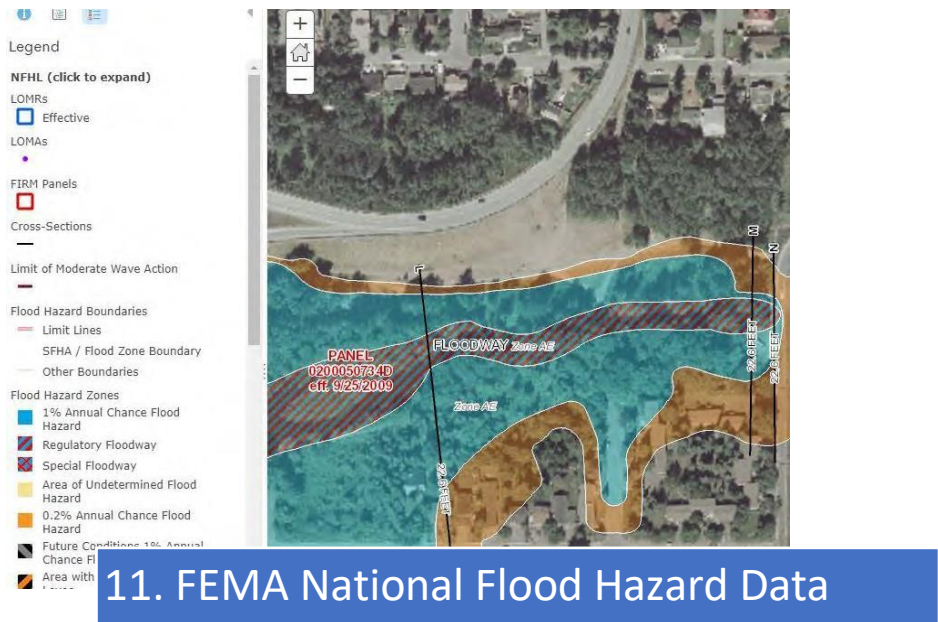 Legend
NFHL (click to expand)
LOMRs
Effective
LOMAs
FIRM Panels
Cross-Sections
Limit of Moderate Wave Action
Flood Hazard Boundaries
Limit Lines
SFHA / Flood Zone Boundary
Other Boundaries
Flood Hazard Zones
1% Annual Chance Flood
Hazard
Regulatory Floodway
Special Floodway
Area of Undetermined Flood
Hazard
0.2% Annual Chance Flood
Hazard
Future Conditions 1% Annual
Chance Fl
Area with
+
−
L
M
N
22.6 FEET
22.6 FEET
22.6 FEET
FLOODWAY Zone AE
PANEL
0200050734D
eff. 9/25/2009
Zone AE
11. FEMA National Flood Hazard Data